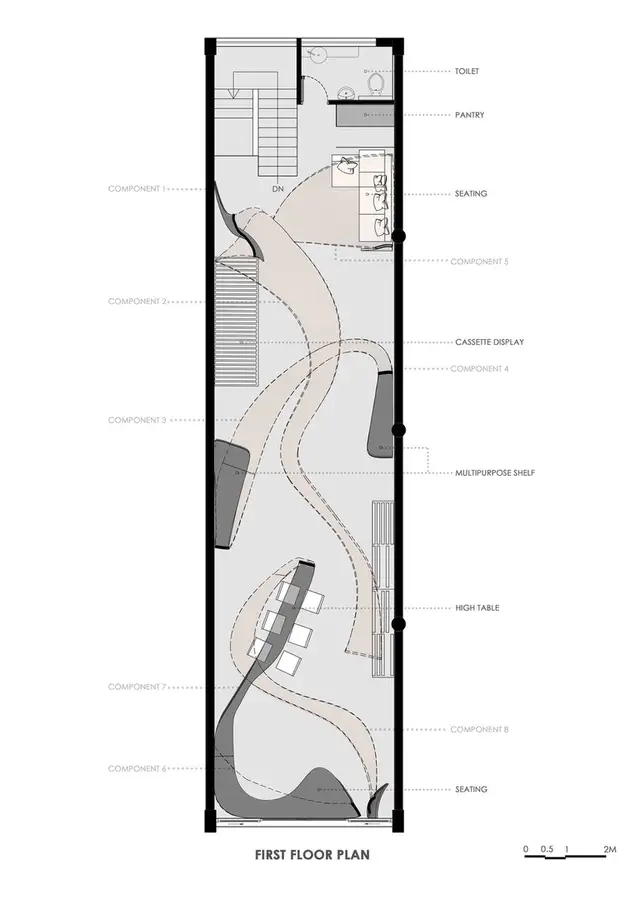 TOILET
PANTRY
COMPONENT 1
DN
SEATING
COMPONENT 5
COMPONENT 2
CASSETTE DISPLAY
COMPONENT 4
COMPONENT 3
MULTIPURPOSE SHELF
HIGH TABLE
COMPONENT 7
COMPONENT 8
COMPONENT 6
SEATING
FIRST FLOOR PLAN
0 0.5 1 2M